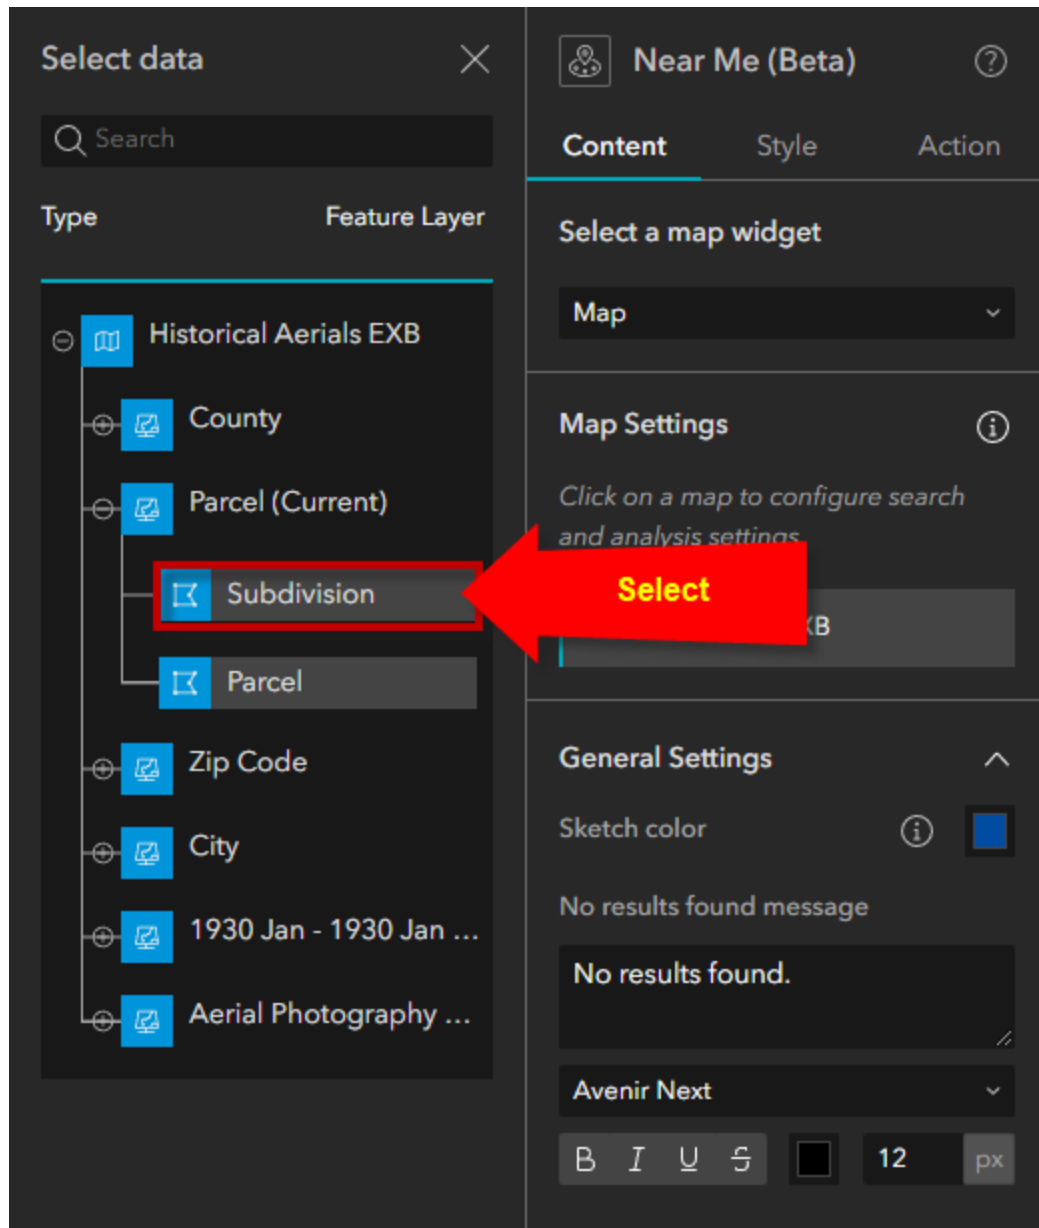 Select data
Search
Type
Feature Layer
Historical Aerials EXB
County
Parcel (Current)
Subdivision
Parcel
Zip Code
City
1930 Jan - 1930 Jan ...
Aerial Photography ...
Near Me (Beta)
Content
Style
Action
Select a map widget
Map
Map Settings
Click on a map to configure search
and analysis settings
Select
General Settings
Sketch color
No results found message
No results found.
Avenir Next
B I U S
12
px